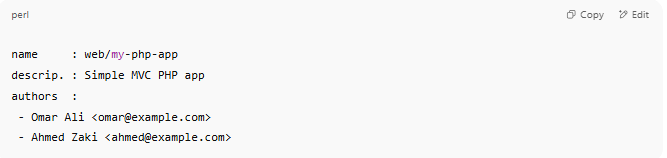 perl
Copy
Edit
name     : web/my-php-app
descrip. : Simple MVC PHP app
authors  :
 - Omar Ali <omar@example.com>
 - Ahmed Zaki <ahmed@example.com>